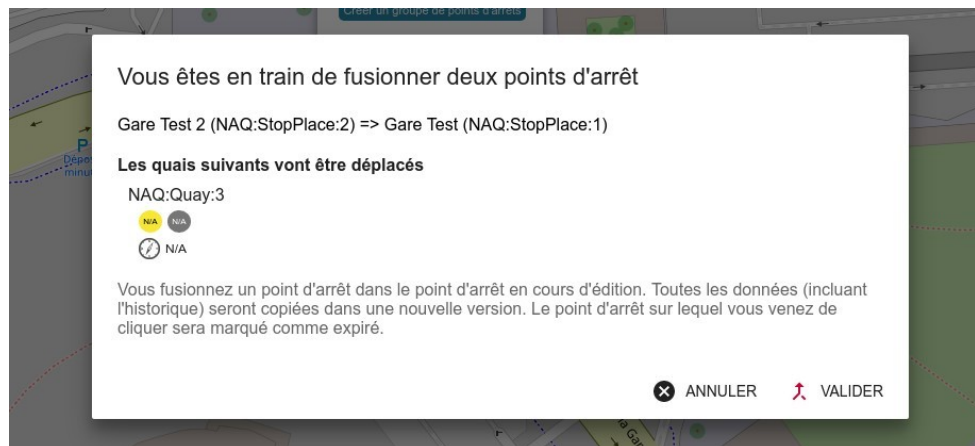 Créer un groupe de points d'arrêts
Vous êtes en train de fusionner deux points d'arrêt
Gare Test 2 (NAQ:StopPlace:2) => Gare Test (NAQ:StopPlace:1)
P
Les quais suivants vont être déplacés
NAQ:Quay:3
N/A N/A
N/A
Vous fusionnez un point d'arrêt dans le point d'arrêt en cours d'édition. Toutes les données (incluant
l'historique) seront copiées dans une nouvelle version. Le point d'arrêt sur lequel vous venez de
cliquer sera marqué comme expiré.
ANNULER VALIDER